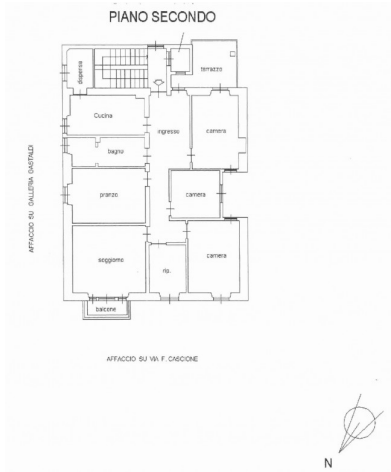 PIANO SECONDO
dispensa
terrazzo
Cucina
ingresso
camera
bagno
pranzo
camera
soggiorno
rip.
camera
balcone
AFFACCIO SU GALLERIA GASTALDI
AFFACCIO SU VIA F. CASCIONE
N